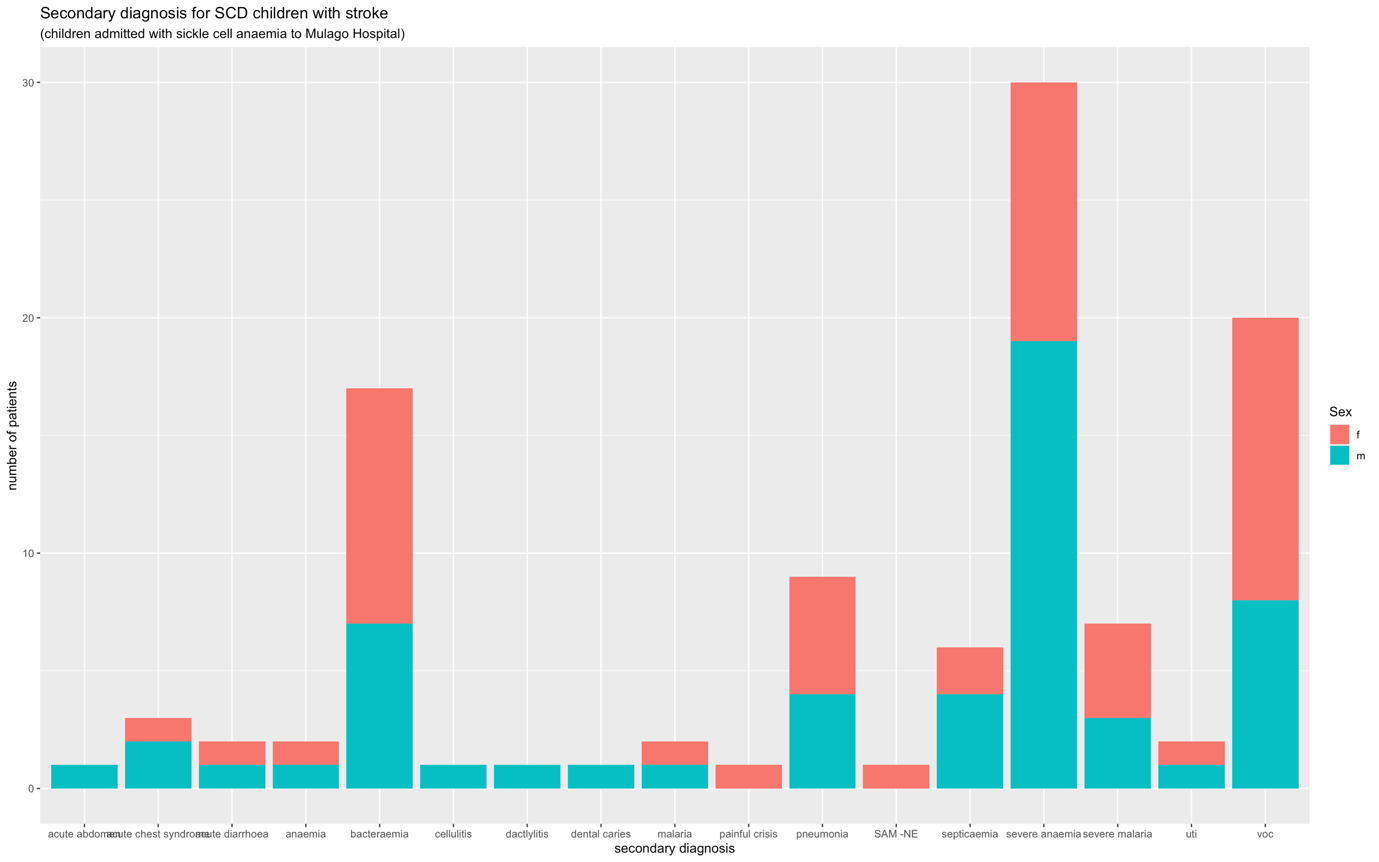 Secondary diagnosis for SCD children with stroke
(children admitted with sickle cell anaemia to Mulago Hospital)
30
20
10
0
number of patients
acute abdomen acute chest syndrome acute diarrhoea anaemia bacteraemia cellulitis dactlylitis dental caries malaria painful crisis pneumonia SAM -NE septicaemia severe anaemia severe malaria uti voc
secondary diagnosis
Sex
f
m